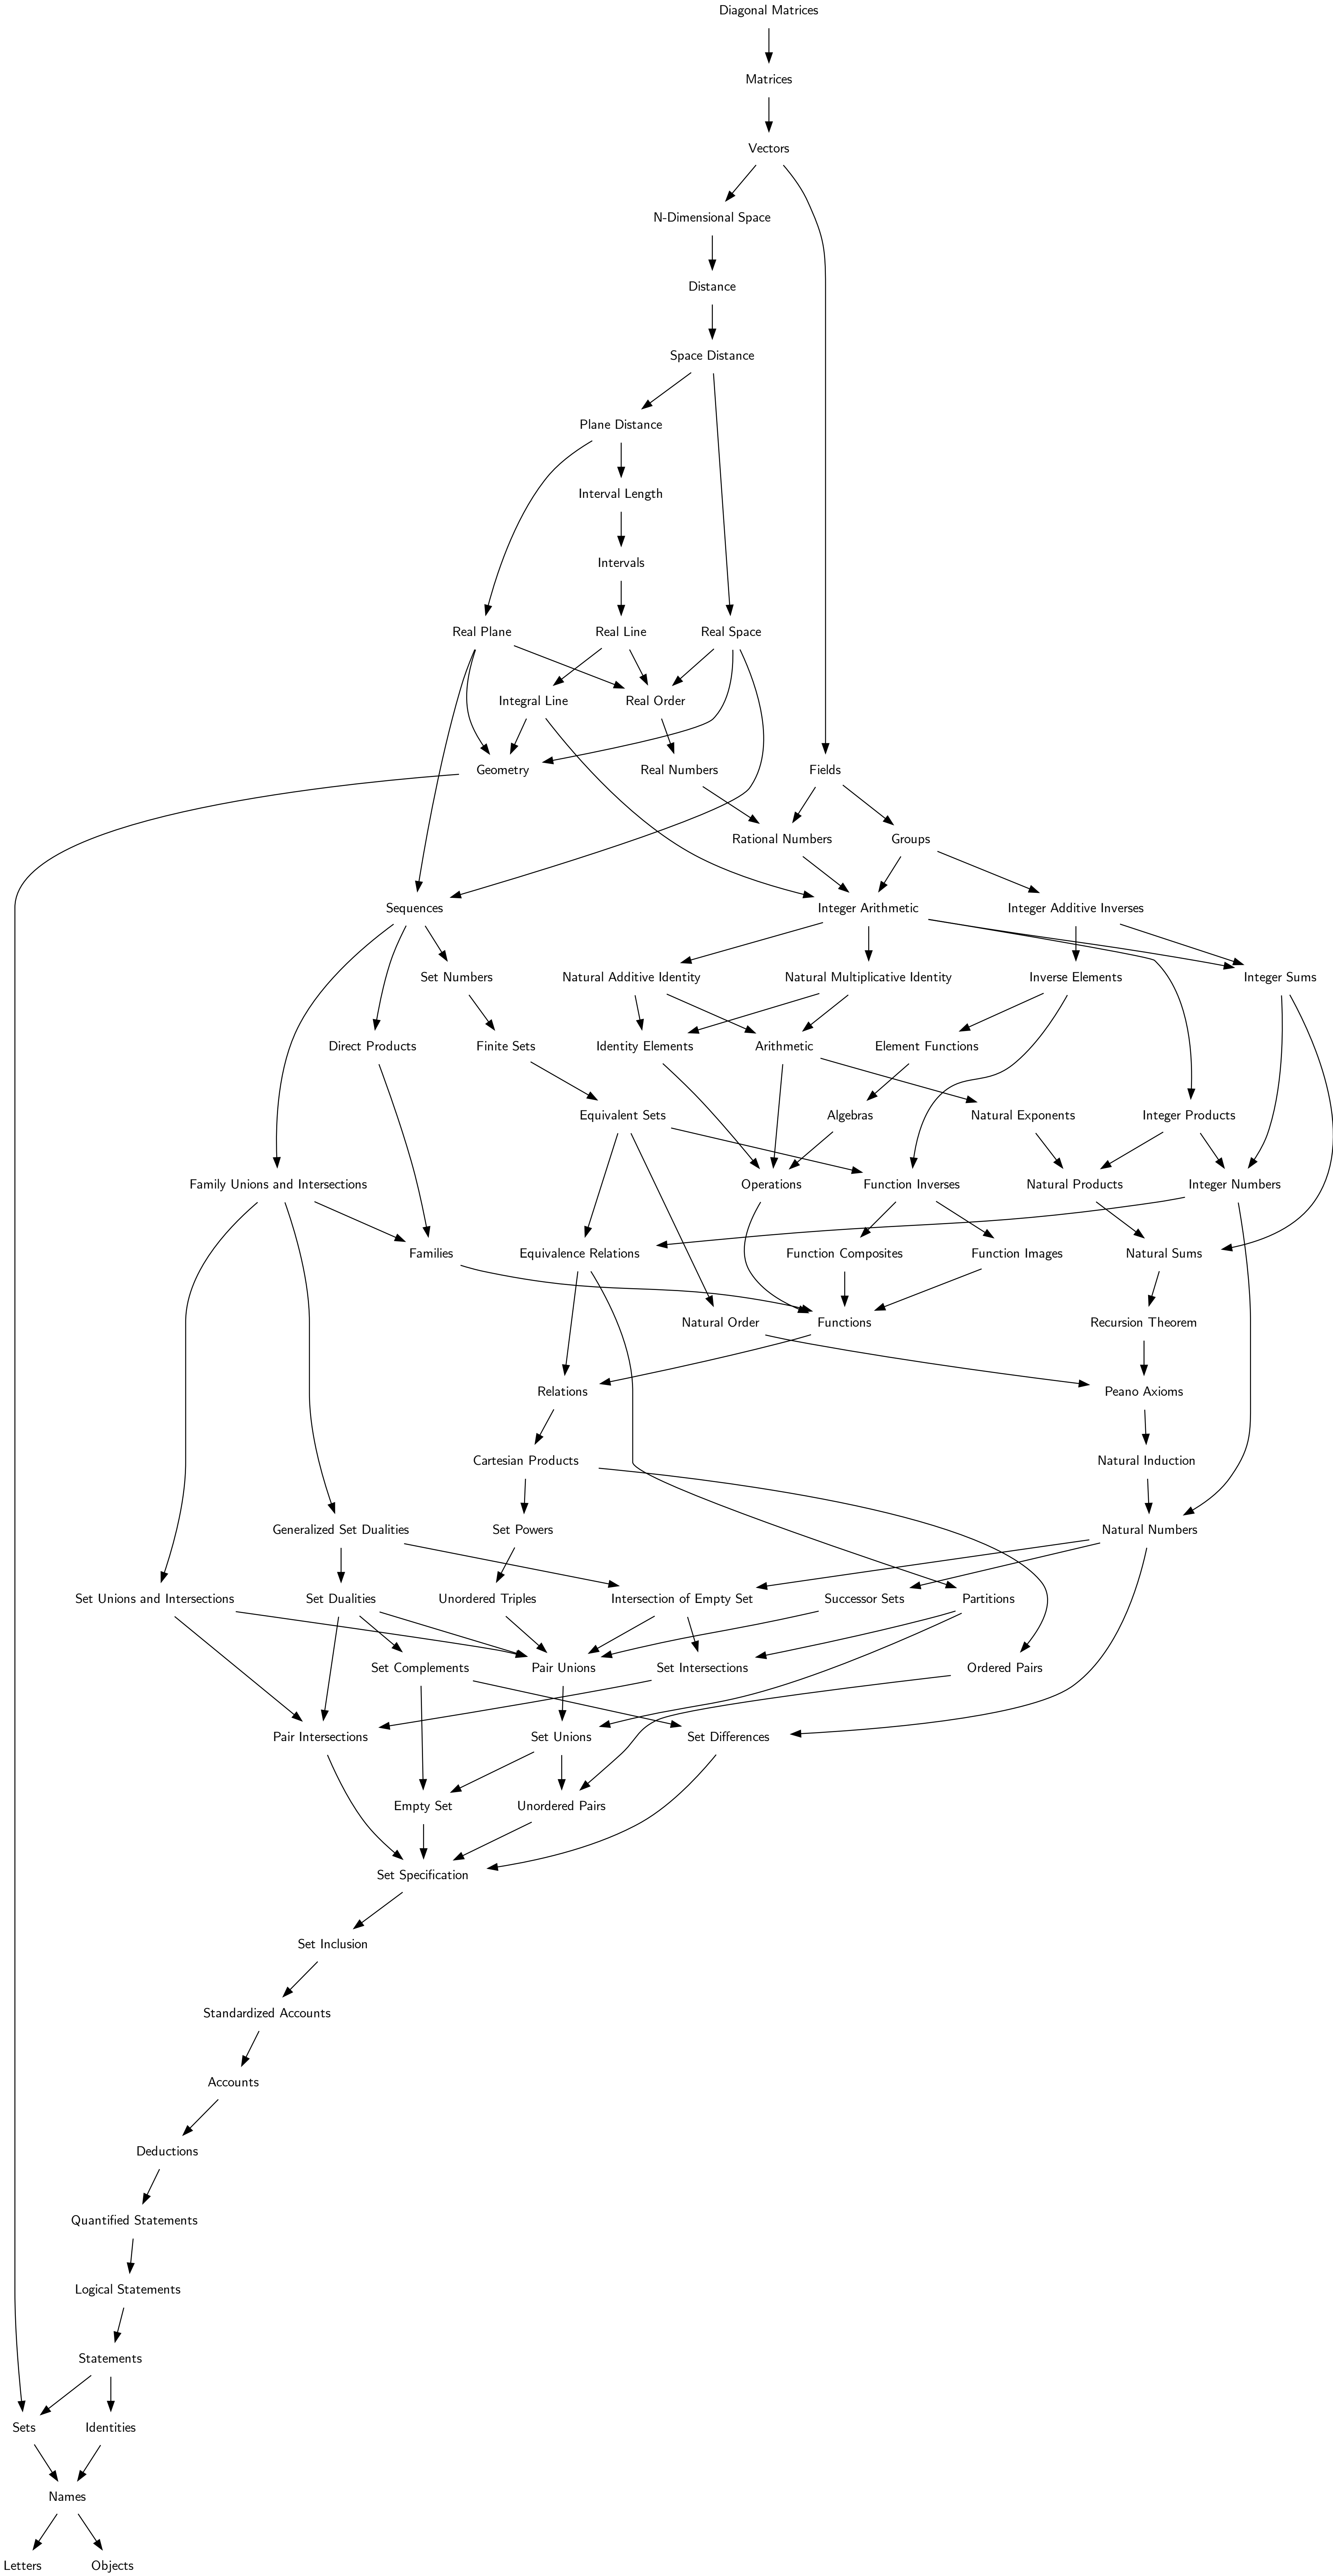 Diagonal Matrices
Matrices
Vectors
N-Dimensional Space
Distance
Space Distance
Plane Distance
Interval Length
Intervals
Real Plane
Real Line
Real Space
Integral Line
Real Order
Geometry
Real Numbers
Fields
Rational Numbers
Groups
Sequences
Integer Arithmetic
Integer Additive Inverses
Set Numbers
Natural Additive Identity
Natural Multiplicative Identity
Inverse Elements
Integer Sums
Direct Products
Finite Sets
Identity Elements
Arithmetic
Element Functions
Equivalent Sets
Algebras
Natural Exponents
Integer Products
Family Unions and Intersections
Operations
Function Inverses
Natural Products
Integer Numbers
Families
Equivalence Relations
Function Composites
Function Images
Natural Sums
Natural Order
Functions
Recursion Theorem
Relations
Peano Axioms
Cartesian Products
Natural Induction
Generalized Set Dualities
Set Powers
Natural Numbers
Set Unions and Intersections
Set Dualities
Unordered Triples
Intersection of Empty Set
Successor Sets
Partitions
Set Complements
Pair Unions
Set Intersections
Ordered Pairs
Pair Intersections
Set Unions
Set Differences
Empty Set
Unordered Pairs
Set Specification
Set Inclusion
Standardized Accounts
Accounts
Deductions
Quantified Statements
Logical Statements
Statements
Sets
Identities
Names
Letters
Objects